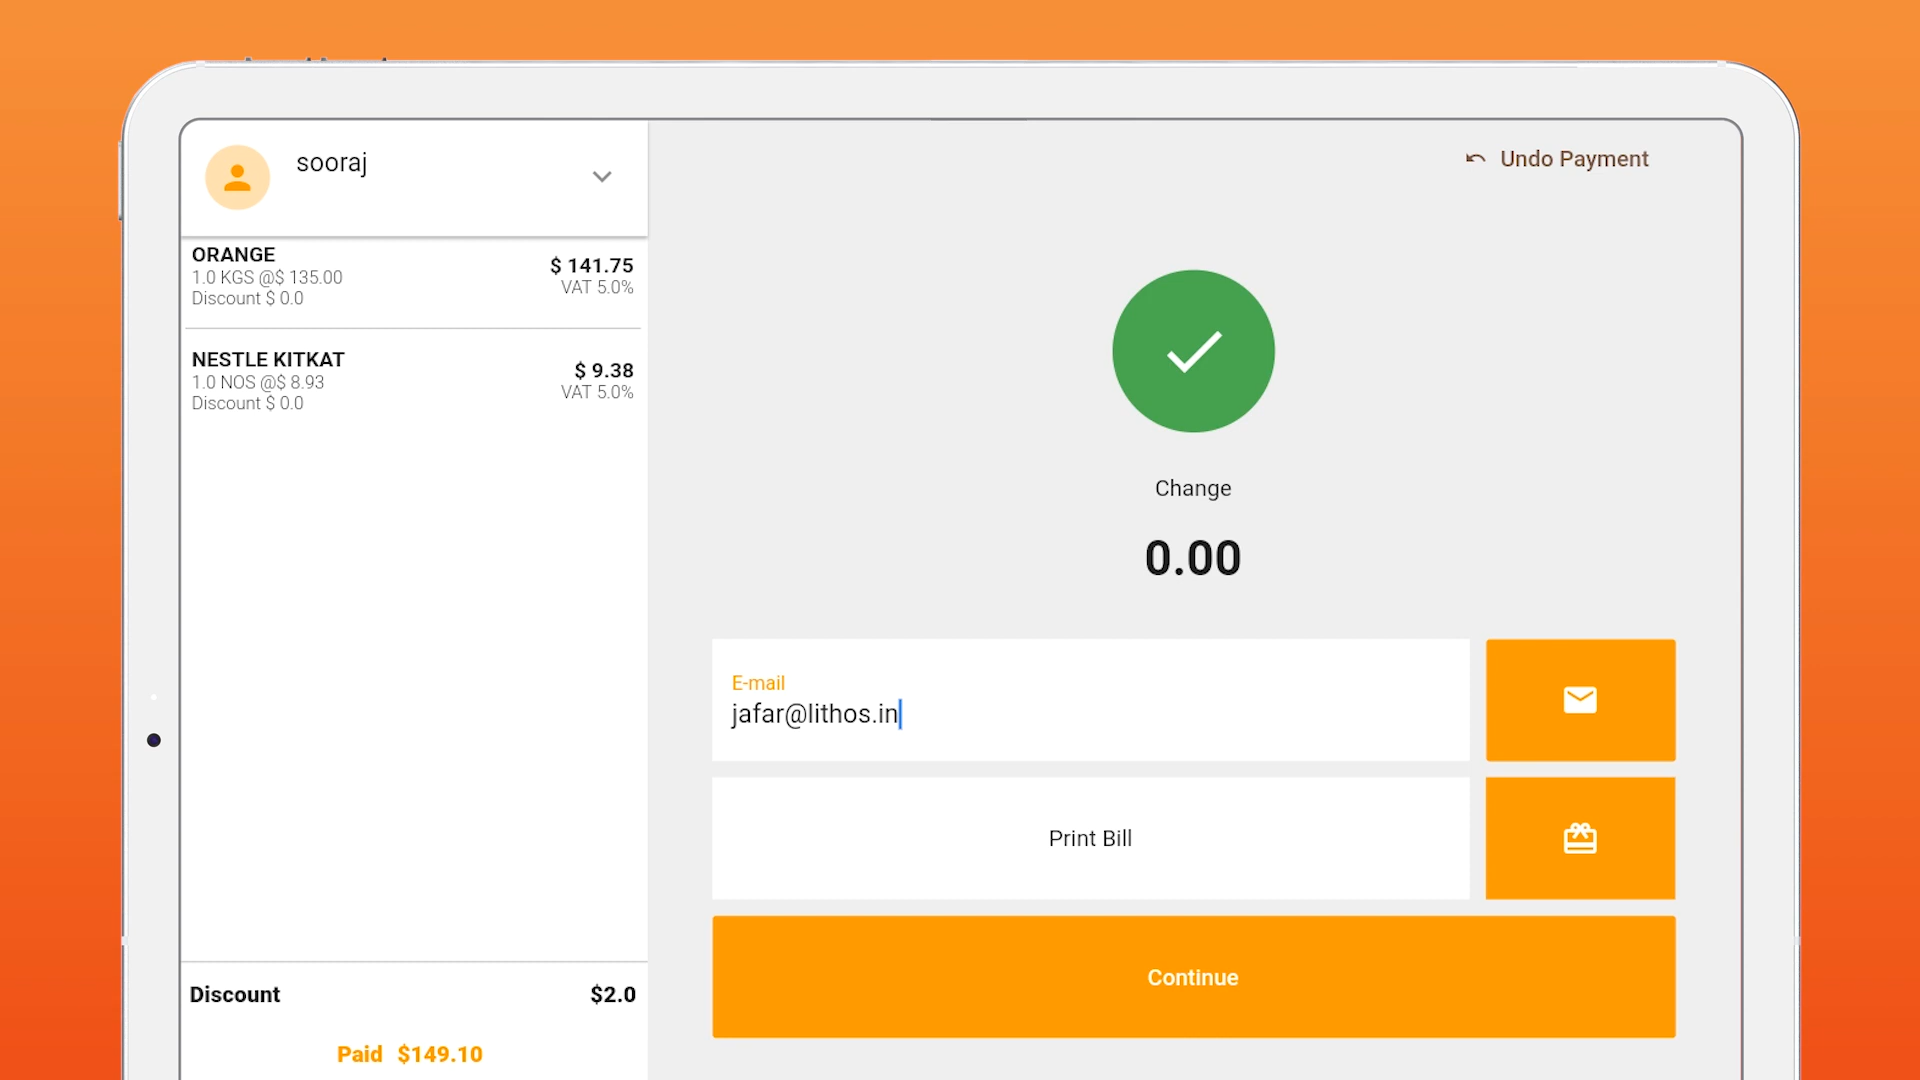 sooraj
ORANGE
1.0 KGS @$ 135.00
Discount $ 0.0
$ 141.75
VAT 5.0%
NESTLE KITKAT
1.0 NOS @$ 8.93
Discount $ 0.0
$ 9.38
VAT 5.0%
Discount $2.0
Paid $149.10
Undo Payment
Change
0.00
E-mail
jafar@lithos.in
Print Bill
Continue